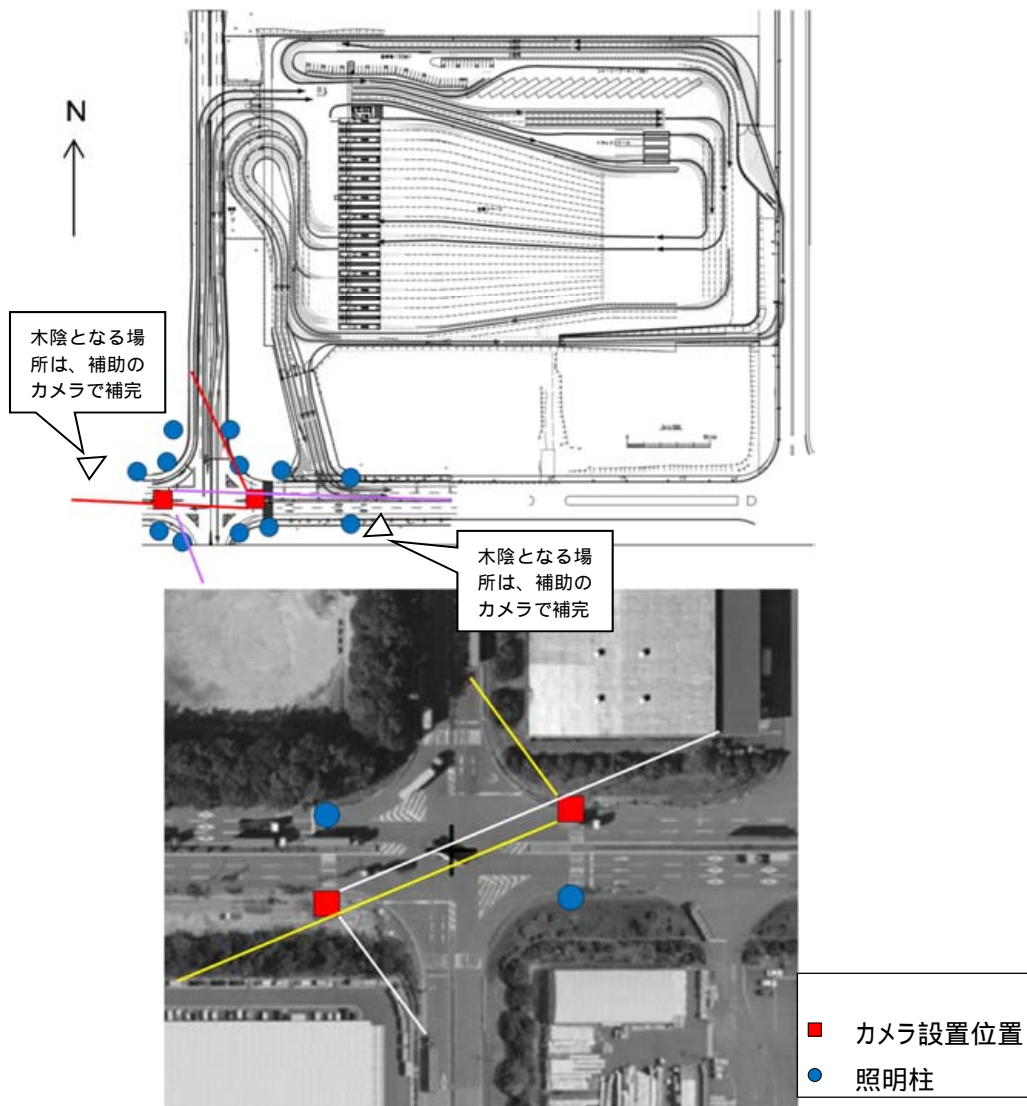 N
木陰となる場
所は、補助の
カメラで補完
木陰となる場
所は、補助の
カメラで補完
カメラ設置位置
照明柱